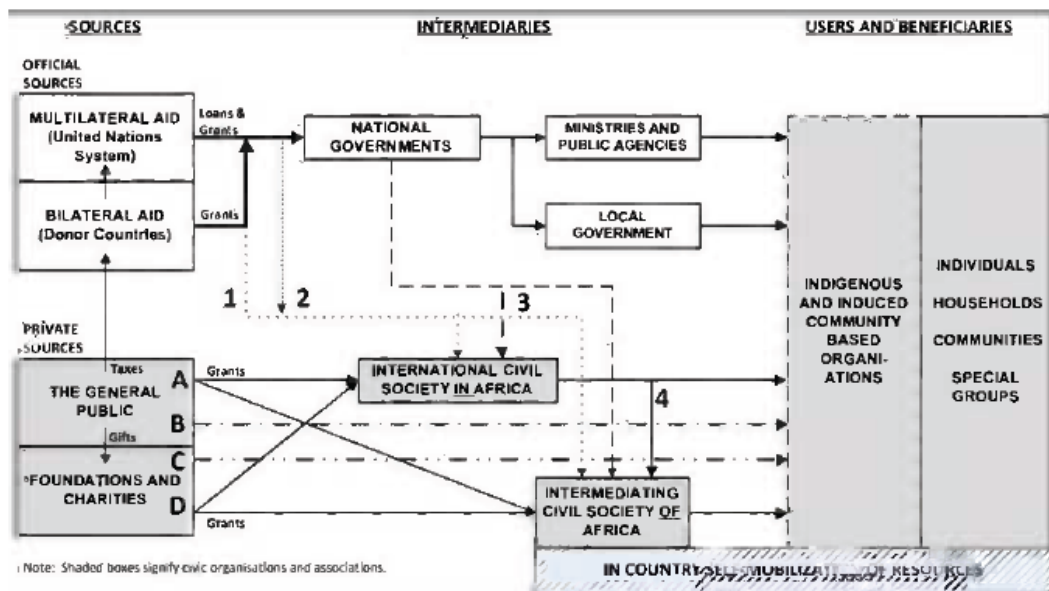 SOURCES
INTERMEDIARIES
USERS AND BENEFICIARIES
OFFICIAL
SOURCES
MULTILATERAL AID
(United Nations
System)
Loans &
Grants
NATIONAL
GOVERNMENTS
MINISTRIES AND
PUBLIC AGENCIES
BILATERAL AID
(Donor Countries)
Grants
LOCAL
GOVERNMENT
1
2
3
PRIVATE
SOURCES
Taxes
A
Grants
THE GENERAL
PUBLIC
B
Gifts
C
FOUNDATIONS AND
CHARITIES
D
Grants
INTERNATIONAL CIVIL
SOCIETY IN AFRICA
4
INTERMEDIATING
CIVIL SOCIETY OF
AFRICA
INDIGENOUS
AND INDUCED
COMMUNITY
BASED
ORGANI-
ATIONS
INDIVIDUALS
HOUSEHOLDS
COMMUNITIES
SPECIAL
GROUPS
Note: Shaded boxes signify civic organisations and associations.
IN COUNTRY OF RESOURCES